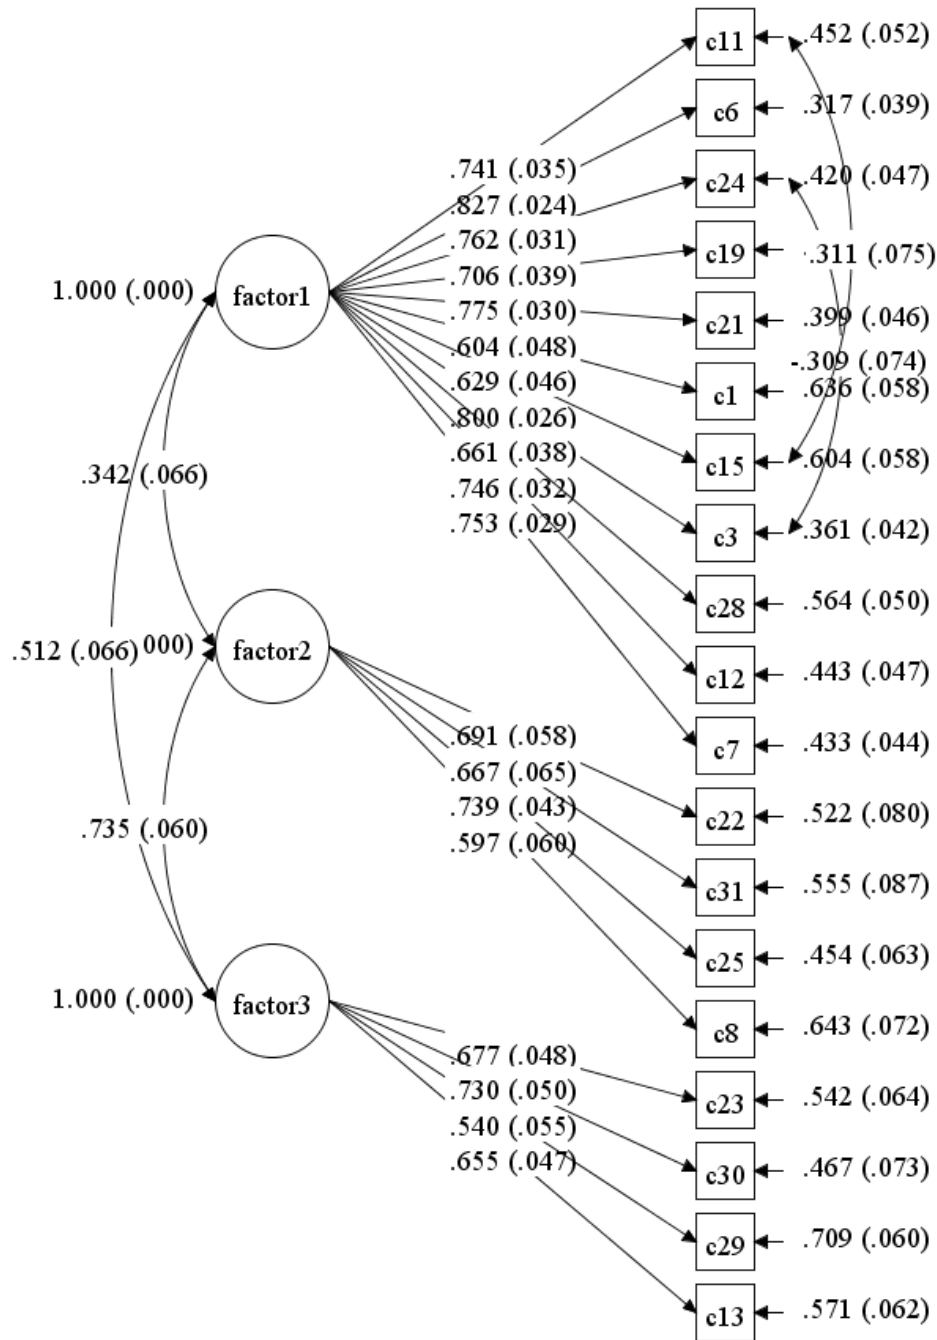 c11 .452 (.052)
c6 .317 (.039)
.741 (.035)
c24 .420 (.047)
.827 (.024)
.762 (.031)
c19 .311 (.075)
.706 (.039)
1.000 (.000) factor1
.775 (.030)
c21 .399 (.046)
.604 (.048)
-.309 (.074)
.629 (.046)
c1 .636 (.058)
.800 (.026)
.661 (.038)
c15 .604 (.058)
.342 (.066)
.746 (.032)
.753 (.029)
c3 .361 (.042)
c28 .564 (.050)
.512 (.066) 000) factor2
c12 .443 (.047)
.691 (.058)
c7 .433 (.044)
.667 (.065)
.739 (.043)
c22 .522 (.080)
.735 (.060)
.597 (.060)
c31 .555 (.087)
c25 .454 (.063)
1.000 (.000) factor3
c8 .643 (.072)
.677 (.048)
.730 (.050)
c23 .542 (.064)
.540 (.055)
.655 (.047)
c30 .467 (.073)
c29 .709 (.060)
c13 .571 (.062)